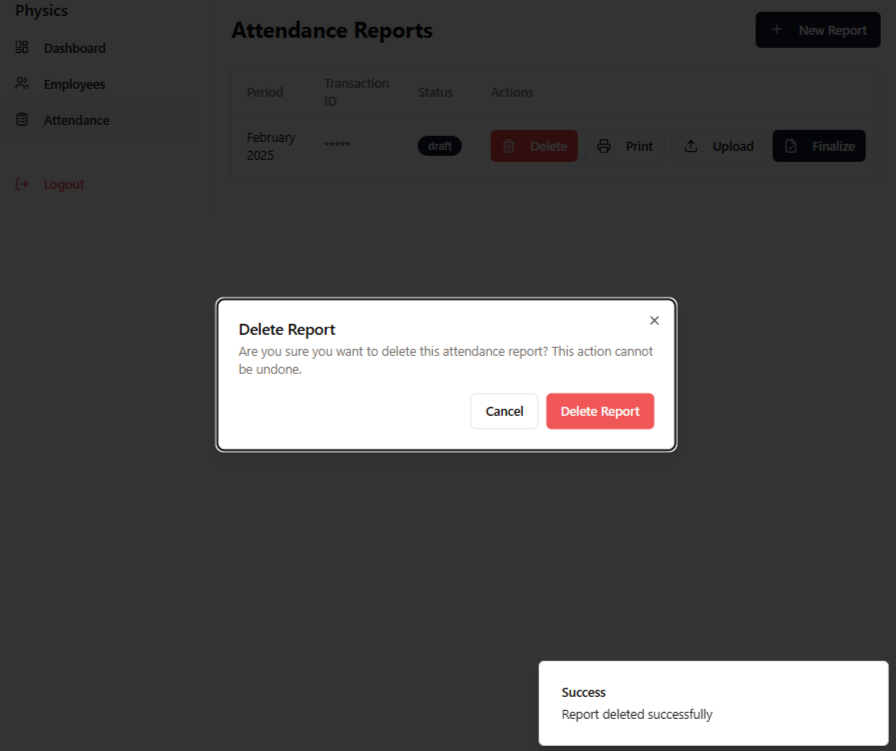 Physics
Dashboard
Employees
Attendance
Logout
Attendance Reports
New Report
Period
Transaction
ID
Status
Actions
February
2025
*****
draft
Delete
Print
Upload
Finalize
Delete Report
Are you sure you want to delete this attendance report? This action cannot
be undone.
Cancel
Delete Report
Success
Report deleted successfully